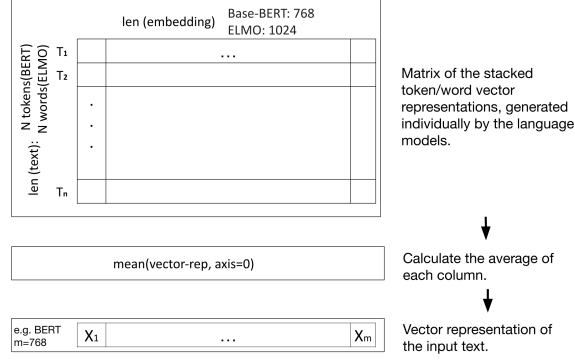 len (embedding)
Base-BERT: 768
ELMO: 1024
len (text): N tokens(BERT)
N words(ELMO)
T₁
...
T₂
.
.
.
Tₙ
Matrix of the stacked
token/word vector
representations, generated
individually by the language
models.
mean(vector-rep, axis=0)
Calculate the average of
each column.
e.g. BERT
m=768
X₁
...
Xₘ
Vector representation of
the input text.